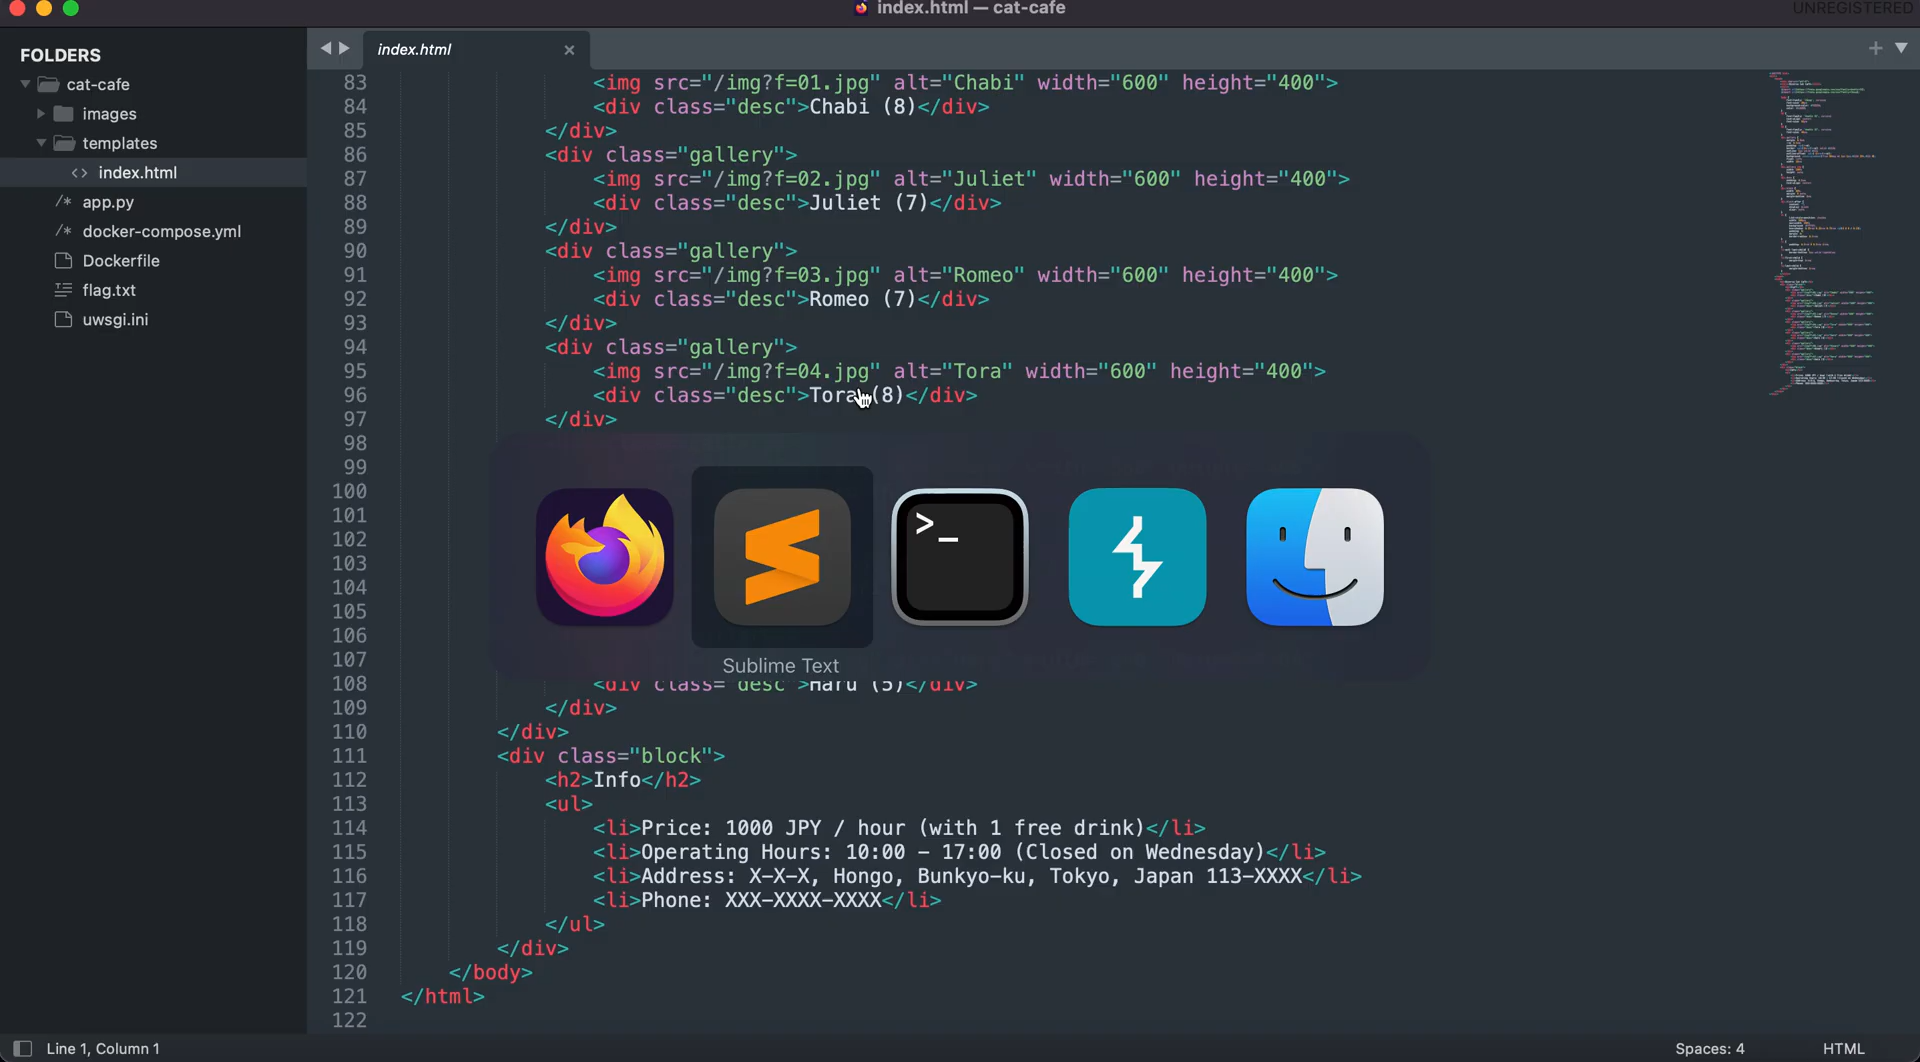 index.html — cat-cafe
UNREGISTERED
FOLDERS
cat-cafe
images
templates
<> index.html
/* app.py
/* docker-compose.yml
Dockerfile
flag.txt
uwsgi.ini
index.html
83 <img src="/img?f=01.jpg" alt="Chabi" width="600" height="400">
84 <div class="desc">Chabi (8)</div>
85 </div>
86 <div class="gallery">
87 <img src="/img?f=02.jpg" alt="Juliet" width="600" height="400">
88 <div class="desc">Juliet (7)</div>
89 </div>
90 <div class="gallery">
91 <img src="/img?f=03.jpg" alt="Romeo" width="600" height="400">
92 <div class="desc">Romeo (7)</div>
93 </div>
94 <div class="gallery">
95 <img src="/img?f=04.jpg" alt="Tora" width="600" height="400">
96 <div class="desc">Tora (8)</div>
97 </div>
98
99
100
101
102
103
104
105
106
107
Sublime Text
108 <div class="desc">Haru (5)</div>
109 </div>
110 </div>
111 <div class="block">
112 <h2>Info</h2>
113 <ul>
114 <li>Price: 1000 JPY / hour (with 1 free drink)</li>
115 <li>Operating Hours: 10:00 – 17:00 (Closed on Wednesday)</li>
116 <li>Address: X-X-X, Hongo, Bunkyo-ku, Tokyo, Japan 113-XXXX</li>
117 <li>Phone: XXX-XXXX-XXXX</li>
118 </ul>
119 </div>
120 </body>
121 </html>
122
Line 1, Column 1
Spaces: 4
HTML